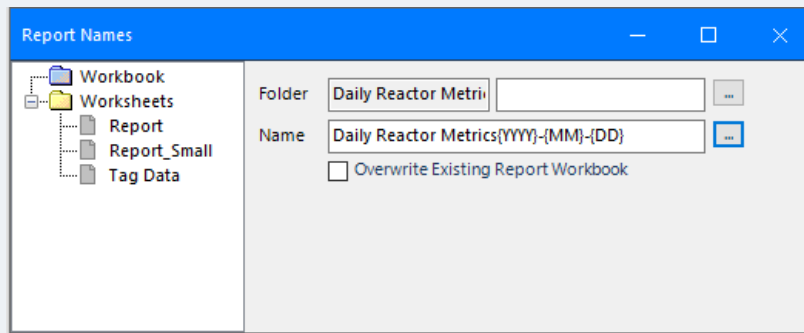 Report Names
Workbook
Worksheets
Report
Report_Small
Tag Data
Folder Daily Reactor Metri ...
Name Daily Reactor Metrics{YYYY}-{MM}-{DD} ...
Overwrite Existing Report Workbook